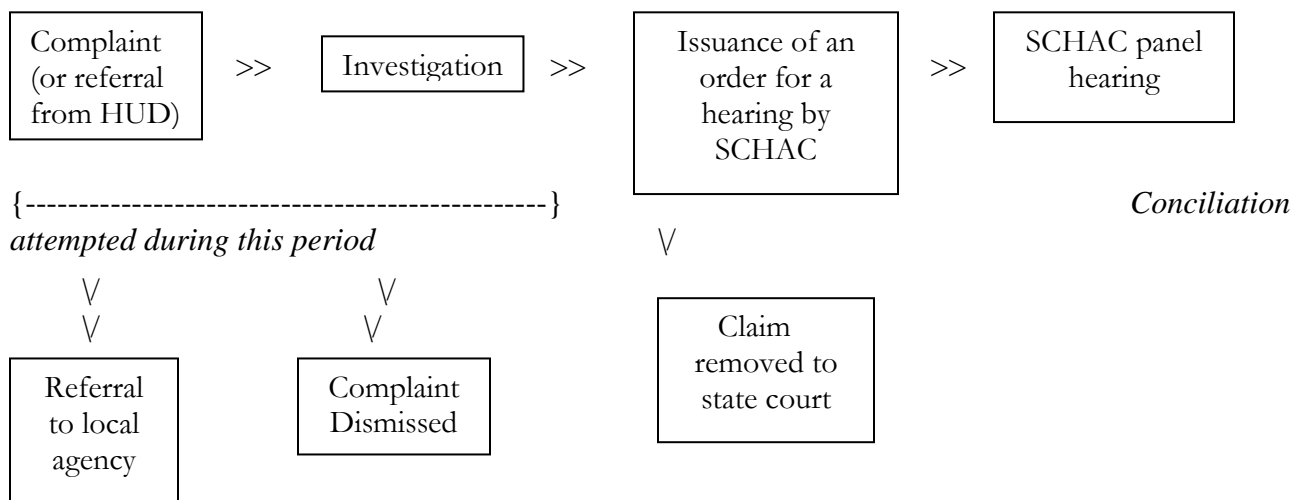 Complaint
(or referral
from HUD)
>>
Investigation
>>
Issuance of an
order for a
hearing by
SCHAC
>>
SCHAC panel
hearing
{-------------------------------------------------} Conciliation
attempted during this period
\/
\/ \/
\/ \/
Referral
to local
agency
Complaint
Dismissed
Claim
removed to
state court